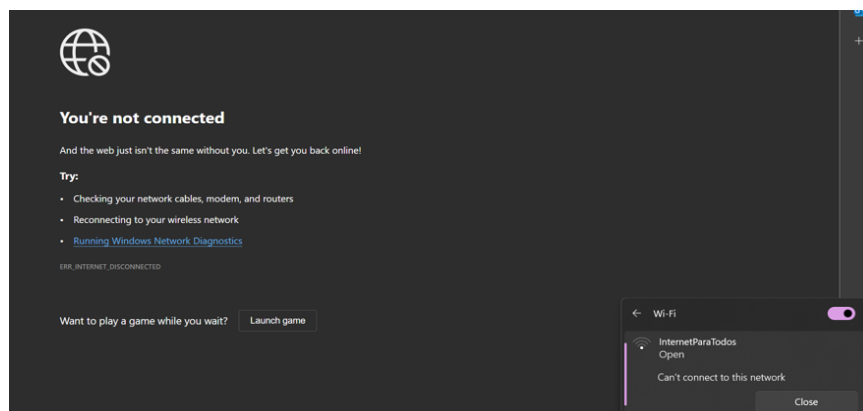 You're not connected
And the web just isn't the same without you. Let's get you back online!
Try:
• Checking your network cables, modem, and routers
• Reconnecting to your wireless network
• Running Windows Network Diagnostics
ERR_INTERNET_DISCONNECTED
Want to play a game while you wait? Launch game
Wi-Fi
InternetParaTodos
Open
Can't connect to this network
Close